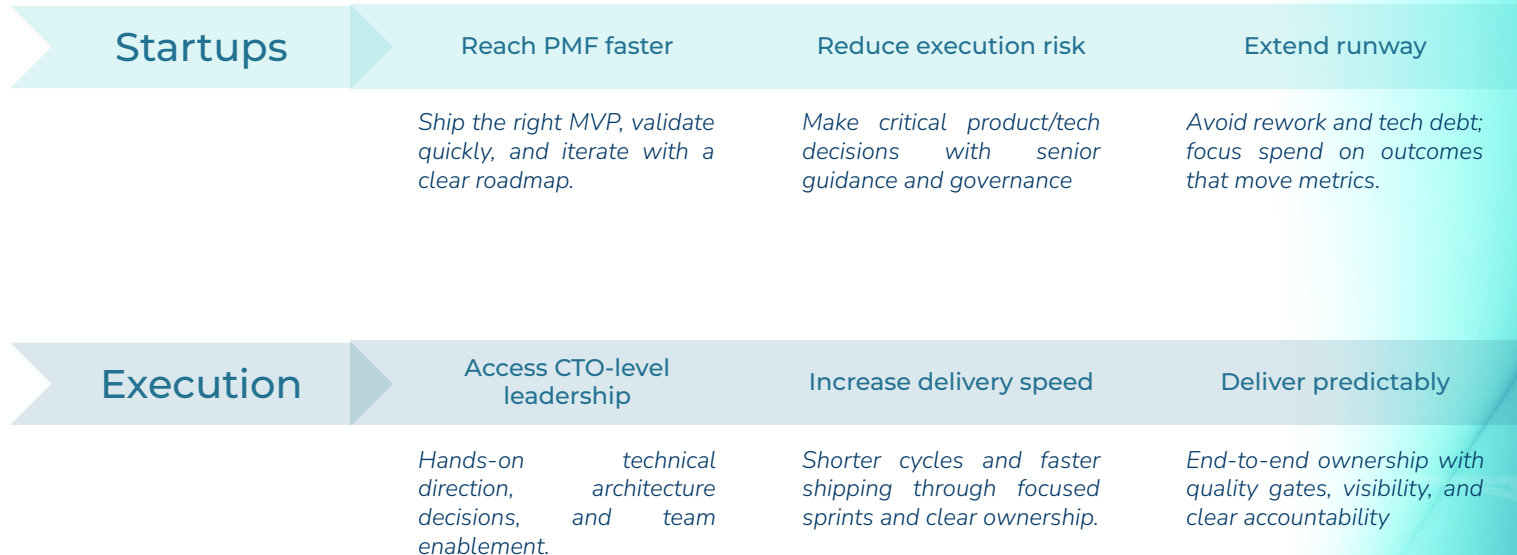 Startups
Reach PMF faster
Reduce execution risk
Extend runway
Ship the right MVP, validate
quickly, and iterate with a
clear roadmap.
Make critical product/tech
decisions with senior
guidance and governance
Avoid rework and tech debt;
focus spend on outcomes
that move metrics.
Execution
Access CTO-level
leadership
Increase delivery speed
Deliver predictably
Hands-on technical
direction, architecture
decisions, and team
enablement.
Shorter cycles and faster
shipping through focused
sprints and clear ownership.
End-to-end ownership with
quality gates, visibility, and
clear accountability